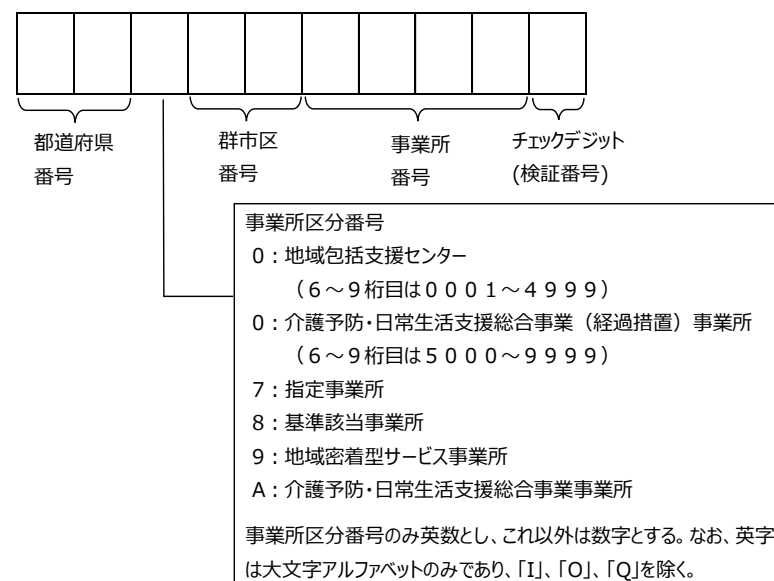 都道府県
番号
群市区
番号
事業所
番号
チェックデジット
(検証番号)
事業所区分番号
0：地域包括支援センター
（６～９桁目は０００１～４９９９）
0：介護予防・日常生活支援総合事業（経過措置）事業所
（６～９桁目は５０００～９９９９）
7：指定事業所
8：基準該当事業所
9：地域密着型サービス事業所
A：介護予防・日常生活支援総合事業事業所
事業所区分番号のみ英数とし、これ以外は数字とする。なお、英字
は大文字アルファベットのみであり、「I」、「O」、「Q」を除く。